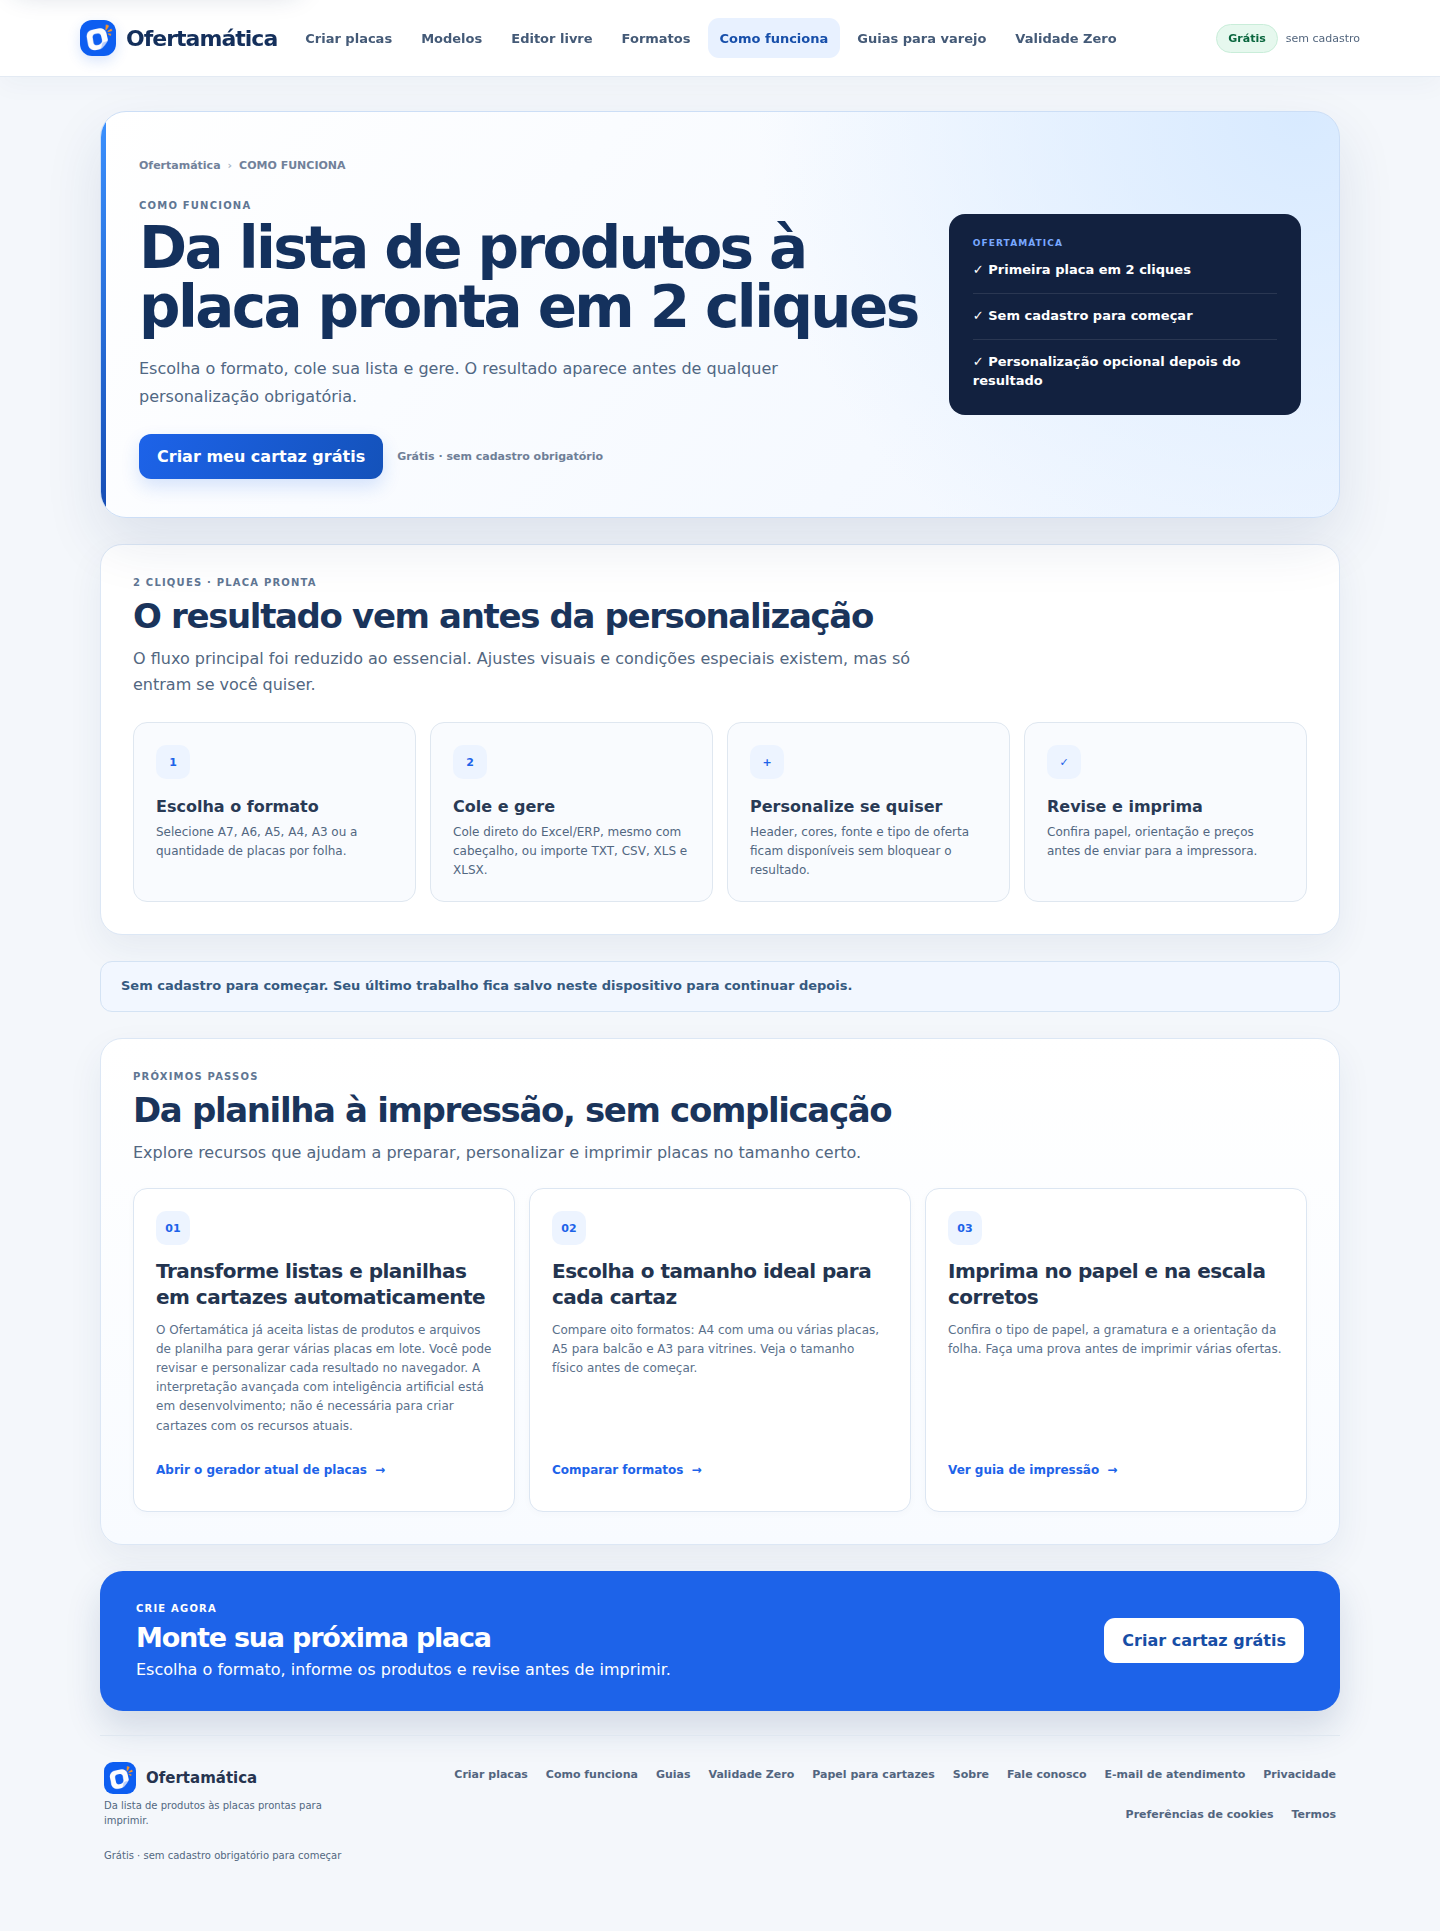 Ofertamática
Criar placas
Modelos
Editor livre
Formatos
Como funciona
Guias para varejo
Validade Zero
Grátis
sem cadastro
Ofertamática › COMO FUNCIONA
COMO FUNCIONA
Da lista de produtos à
placa pronta em 2 cliques
Escolha o formato, cole sua lista e gere. O resultado aparece antes de qualquer
personalização obrigatória.
Criar meu cartaz grátis
Grátis · sem cadastro obrigatório
OFERTAMÁTICA
✓ Primeira placa em 2 cliques
✓ Sem cadastro para começar
✓ Personalização opcional depois do
resultado
2 CLIQUES · PLACA PRONTA
O resultado vem antes da personalização
O fluxo principal foi reduzido ao essencial. Ajustes visuais e condições especiais existem, mas só
entram se você quiser.
1
Escolha o formato
Selecione A7, A6, A5, A4, A3 ou a
quantidade de placas por folha.
2
Cole e gere
Cole direto do Excel/ERP, mesmo com
cabeçalho, ou importe TXT, CSV, XLS e
XLSX.
+
Personalize se quiser
Header, cores, fonte e tipo de oferta
ficam disponíveis sem bloquear o
resultado.
✓
Revise e imprima
Confira papel, orientação e preços
antes de enviar para a impressora.
Sem cadastro para começar. Seu último trabalho fica salvo neste dispositivo para continuar depois.
PRÓXIMOS PASSOS
Da planilha à impressão, sem complicação
Explore recursos que ajudam a preparar, personalizar e imprimir placas no tamanho certo.
01
Transforme listas e planilhas
em cartazes automaticamente
O Ofertamática já aceita listas de produtos e arquivos
de planilha para gerar várias placas em lote. Você pode
revisar e personalizar cada resultado no navegador. A
interpretação avançada com inteligência artificial está
em desenvolvimento; não é necessária para criar
cartazes com os recursos atuais.
Abrir o gerador atual de placas →
02
Escolha o tamanho ideal para
cada cartaz
Compare oito formatos: A4 com uma ou várias placas,
A5 para balcão e A3 para vitrines. Veja o tamanho
físico antes de começar.
Comparar formatos →
03
Imprima no papel e na escala
corretos
Confira o tipo de papel, a gramatura e a orientação da
folha. Faça uma prova antes de imprimir várias ofertas.
Ver guia de impressão →
CRIE AGORA
Monte sua próxima placa
Escolha o formato, informe os produtos e revise antes de imprimir.
Criar cartaz grátis
Ofertamática
Da lista de produtos às placas prontas para
imprimir.
Grátis · sem cadastro obrigatório para começar
Criar placas
Como funciona
Guias
Validade Zero
Papel para cartazes
Sobre
Fale conosco
E-mail de atendimento
Privacidade
Preferências de cookies
Termos